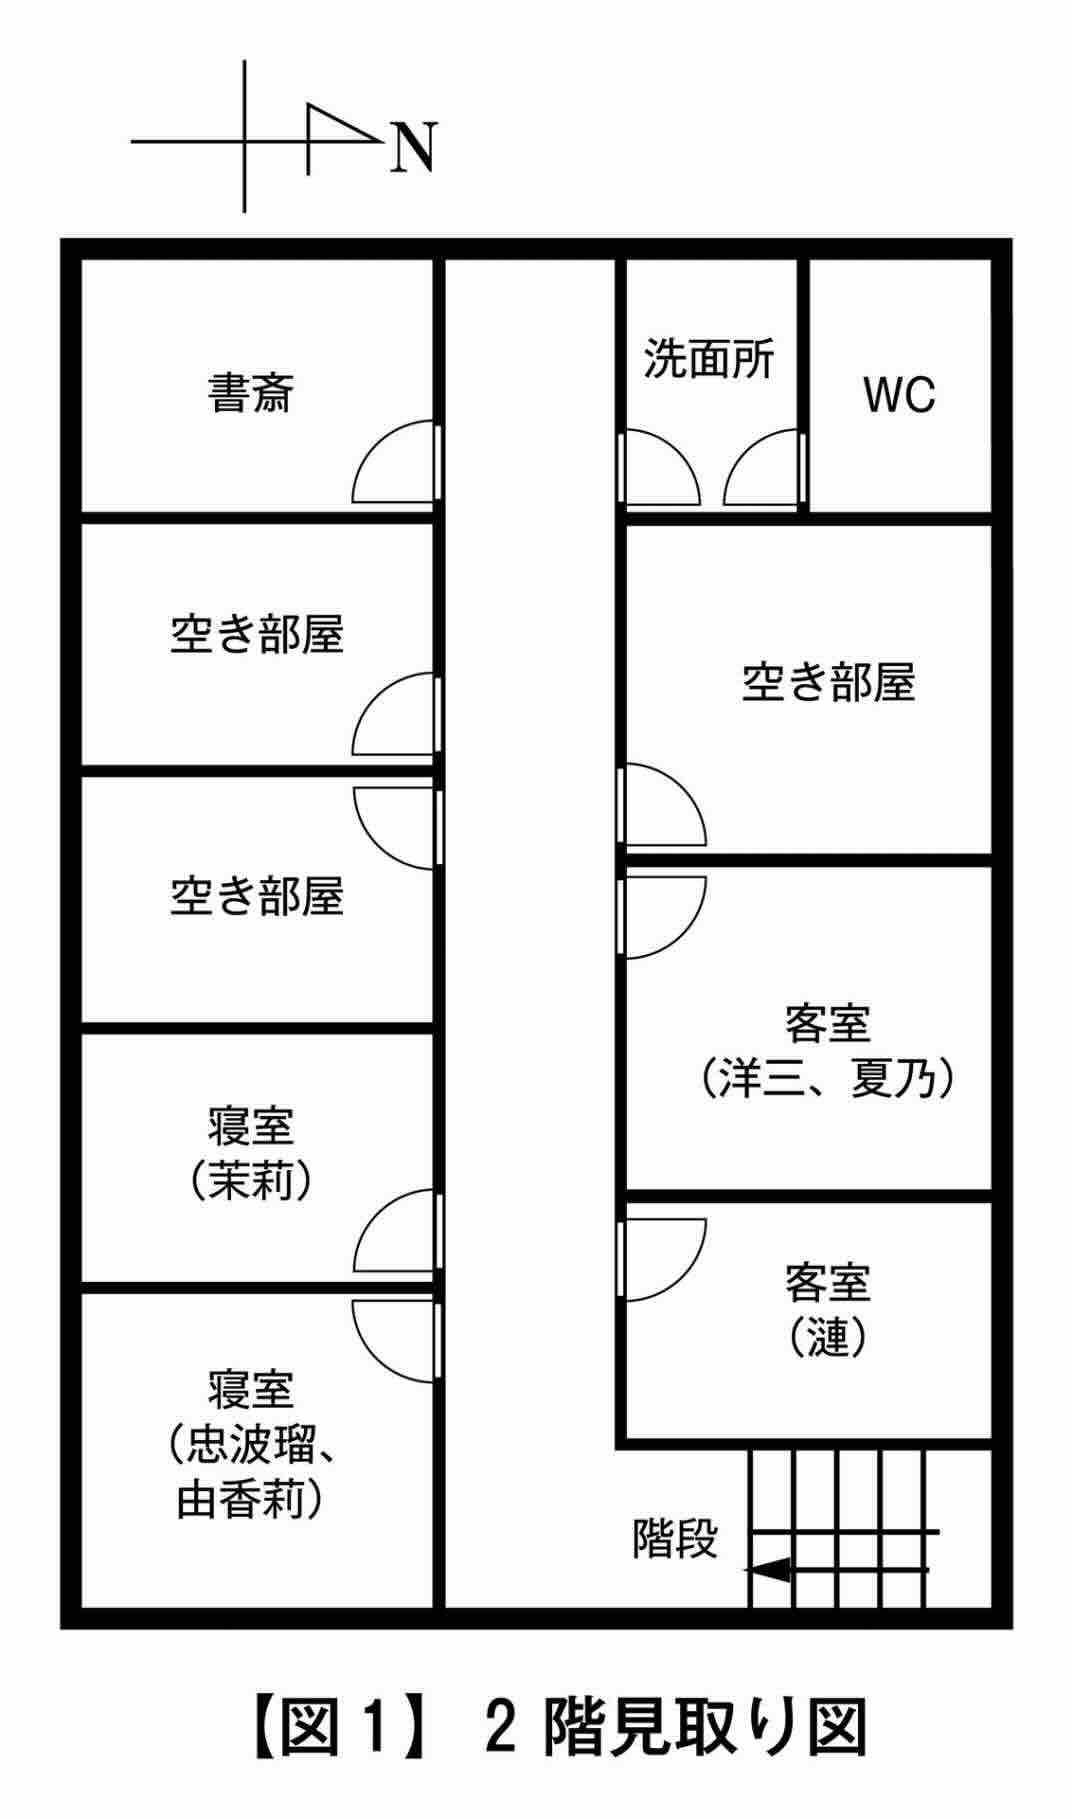 N
書斎
洗面所
WC
空き部屋
空き部屋
空き部屋
客室
（洋三、夏乃）
寝室
（茉莉）
客室
（漣）
寝室
（忠波瑠、
由香莉）
階段
【図1】 2階見取り図